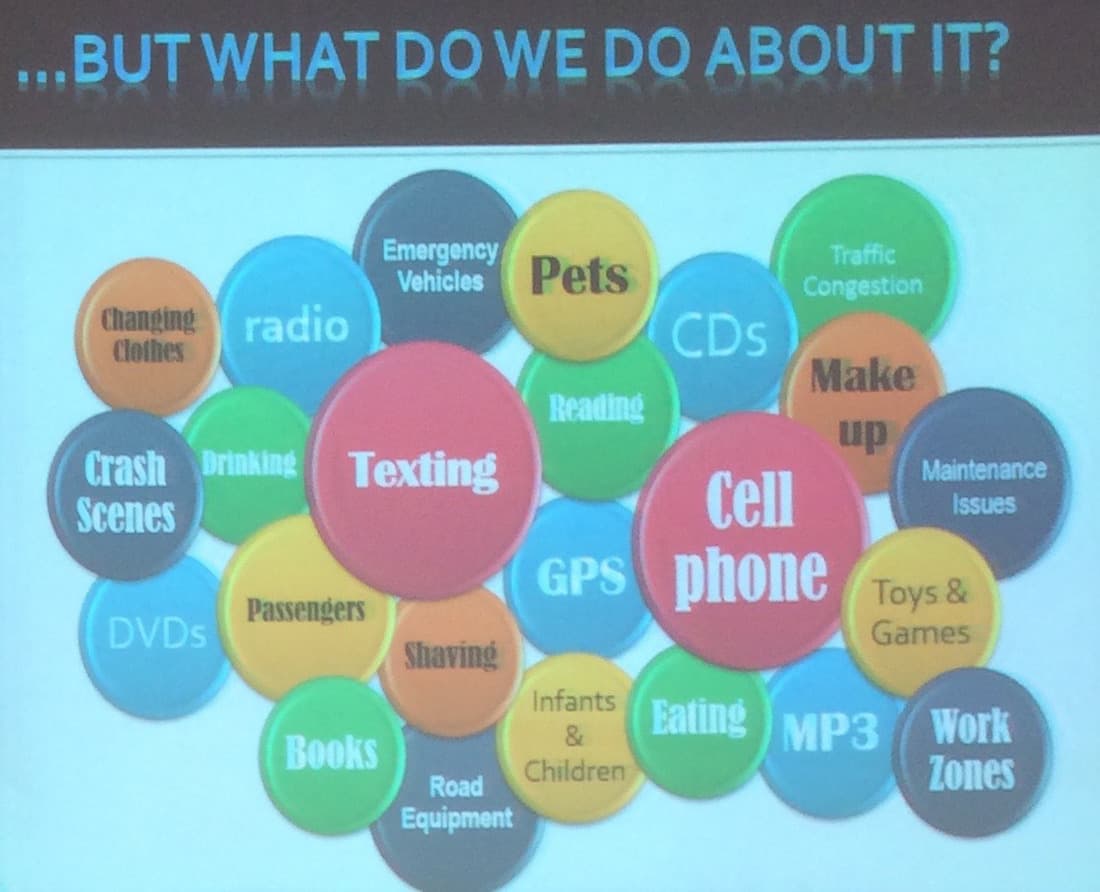 ...BUT WHAT DO WE DO ABOUT IT?
Emergency
Vehicles
Pets
Traffic
Congestion
Changing
Clothes
radio
CDs
Make
up
Reading
Crash
Scenes
Drinking
Texting
Cell
phone
Maintenance
Issues
GPS
DVDs
Passengers
Toys &
Games
Shaving
Infants
&
Children
Eating
MP3
Work
Zones
Books
Road
Equipment